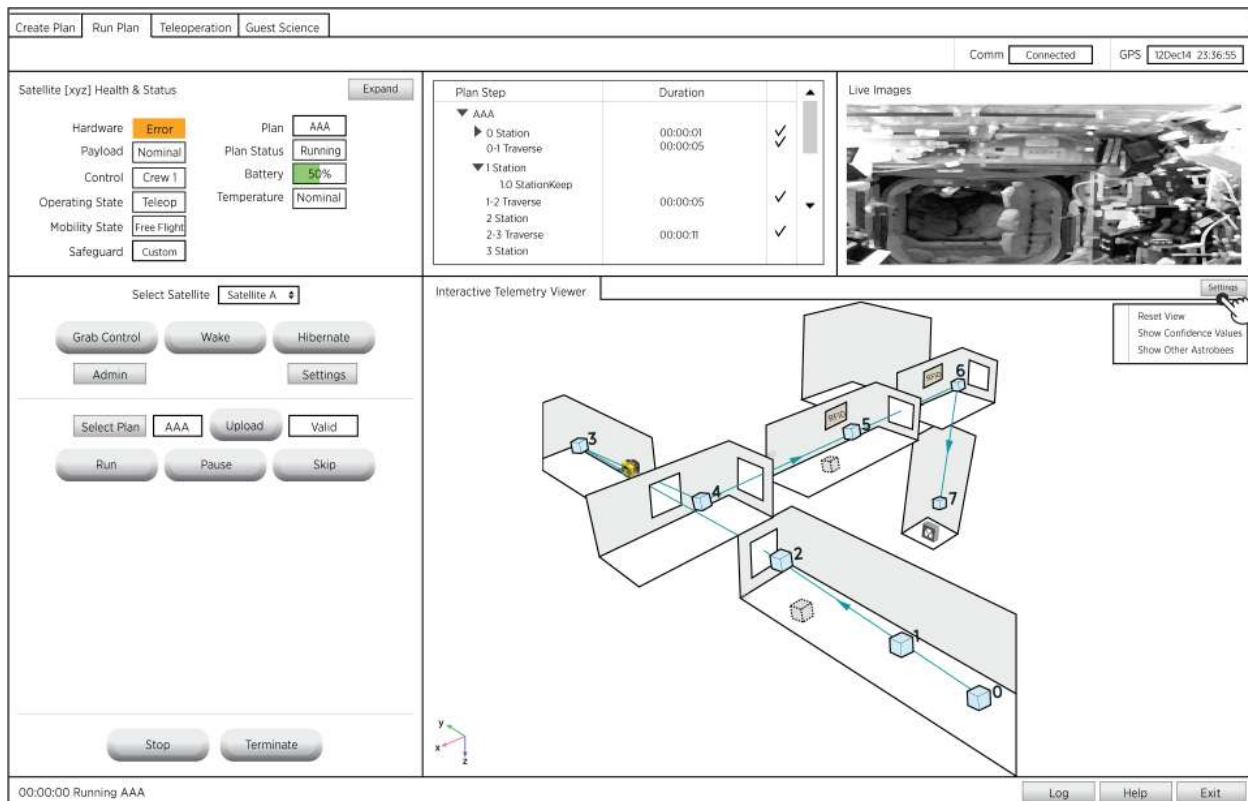 Create Plan Run Plan Teleoperation Guest Science
Comm Connected GPS 12Dec14 23:36:55
Satellite [xyz] Health & Status Expand
Hardware Error Plan AAA
Payload Nominal Plan Status Running
Control Crew 1 Battery 50%
Operating State Teleop Temperature Nominal
Mobility State Free Flight
Safeguard Custom
Plan Step Duration
AAA
0 Station 00:00:01
0-1 Traverse 00:00:05
1 Station
1.0 StationKeep
1-2 Traverse 00:00:05
2 Station
2-3 Traverse 00:00:11
3 Station
Live Images
Select Satellite Satellite A
Grab Control Wake Hibernate
Admin Settings
Select Plan AAA Upload Valid
Run Pause Skip
Stop Terminate
Interactive Telemetry Viewer Settings
Reset View
Show Confidence Values
Show Other Astrobees
6
5
3
4
7
2
1
0
y
x
z
00:00:00 Running AAA Log Help Exit